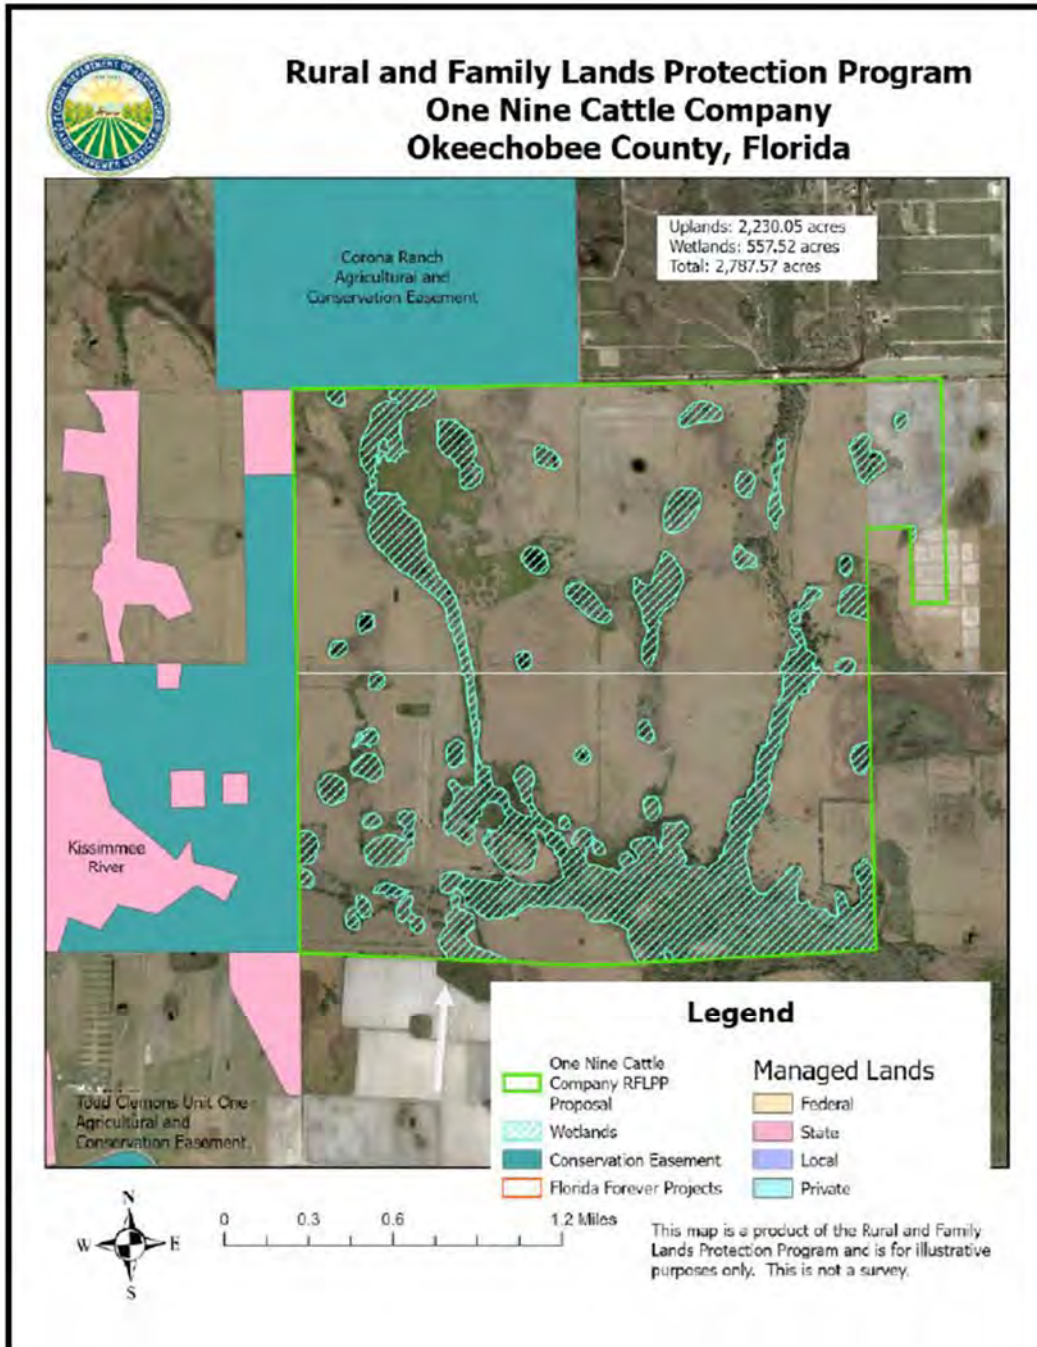 Rural and Family Lands Protection Program
One Nine Cattle Company
Okeechobee County, Florida
Uplands: 2,230.05 acres
Wetlands: 557.52 acres
Total: 2,787.57 acres
Corona Ranch
Agricultural and
Conservation Easement
Kissimmee
River
Todd Clemons Unit One
Agricultural and
Conservation Easement
Legend
One Nine Cattle
Company RFLPP
Proposal
Wetlands
Conservation Easement
Florida Forever Projects
Managed Lands
Federal
State
Local
Private
N
W E
S
0 0.3 0.6 1.2 Miles
This map is a product of the Rural and Family
Lands Protection Program and is for illustrative
purposes only. This is not a survey.